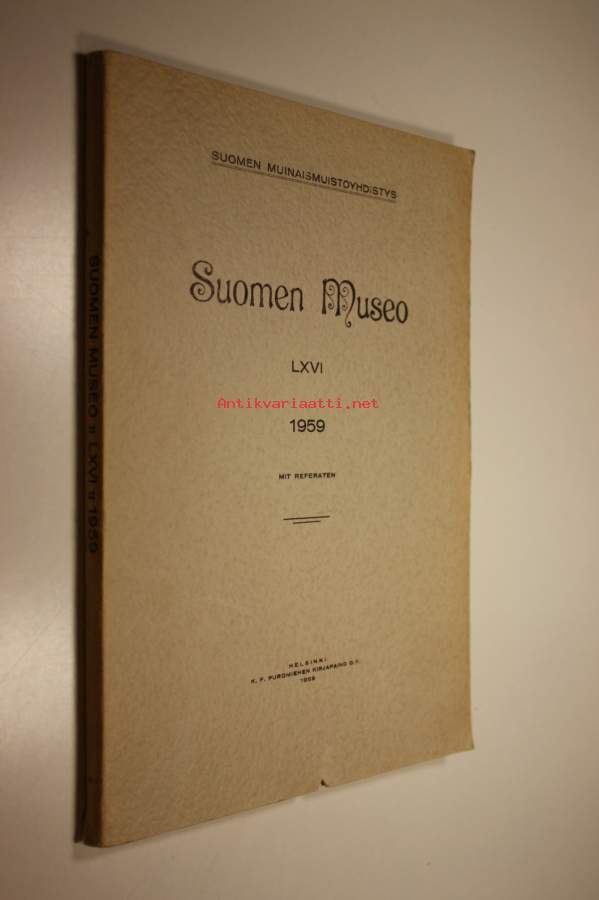 SUOMEN MUINAISMUISTOYHDISTYS
Suomen Museo
LXVI
Antikvariaatti.net
1959
MIT REFERATEN
HELSINKI
K. F. PUROMIEHEN KIRJAPAINO O.Y.
1959
SUOMEN MUSEO LXVI 1959